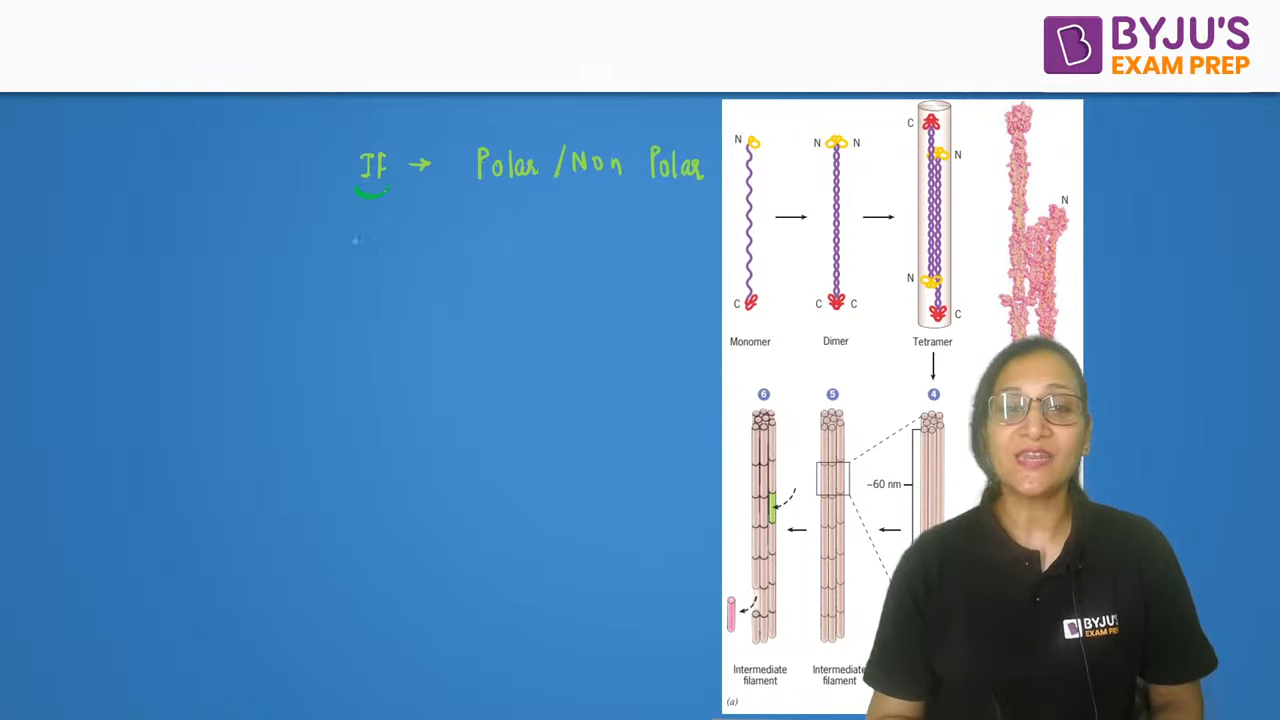 BYJU'S
EXAM PREP
IF → Polar / Non Polar
N
C
Monomer
N N
C C
Dimer
C
N
N
C
Tetramer
N
6
5
4
~60 nm
Intermediate
filament
Intermediate
filament
(a)
BYJU'S
EXAM PREP